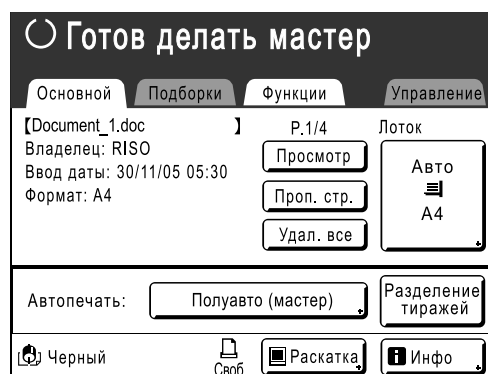 Готов делать мастер
Основной Подборки Функции Управление
【Document_1.doc 】 P.1/4 Лоток
Владелец: RISO
Ввод даты: 30/11/05 05:30
Формат: A4
Просмотр
Проп. стр.
Удал. все
Авто
A4
Автопечать: Полуавто (мастер)
Разделение
тиражей
Черный Своб Раскатка Инфо